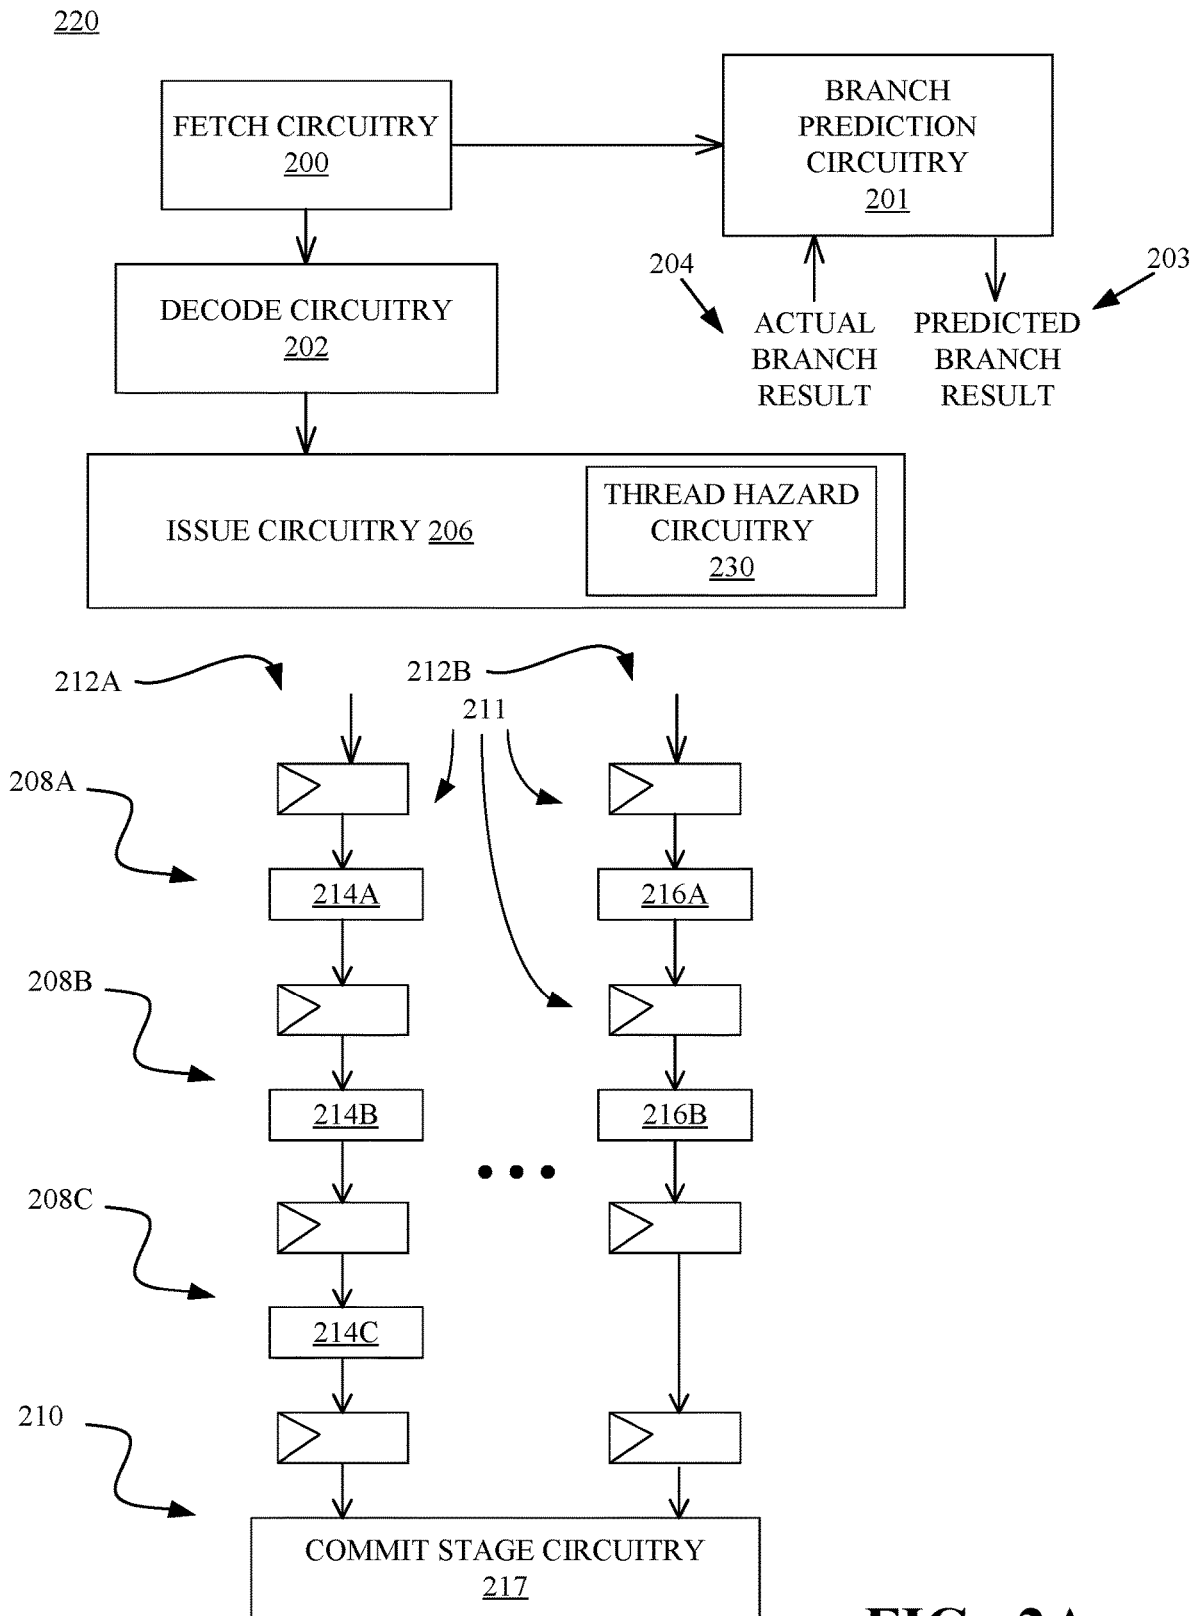 220
FETCH CIRCUITRY
200
BRANCH
PREDICTION
CIRCUITRY
201
DECODE CIRCUITRY
202
204
203
ACTUAL
BRANCH
RESULT
PREDICTED
BRANCH
RESULT
ISSUE CIRCUITRY 206
THREAD HAZARD
CIRCUITRY
230
212A
212B
211
208A
214A
216A
208B
214B
216B
208C
214C
210
COMMIT STAGE CIRCUITRY
217